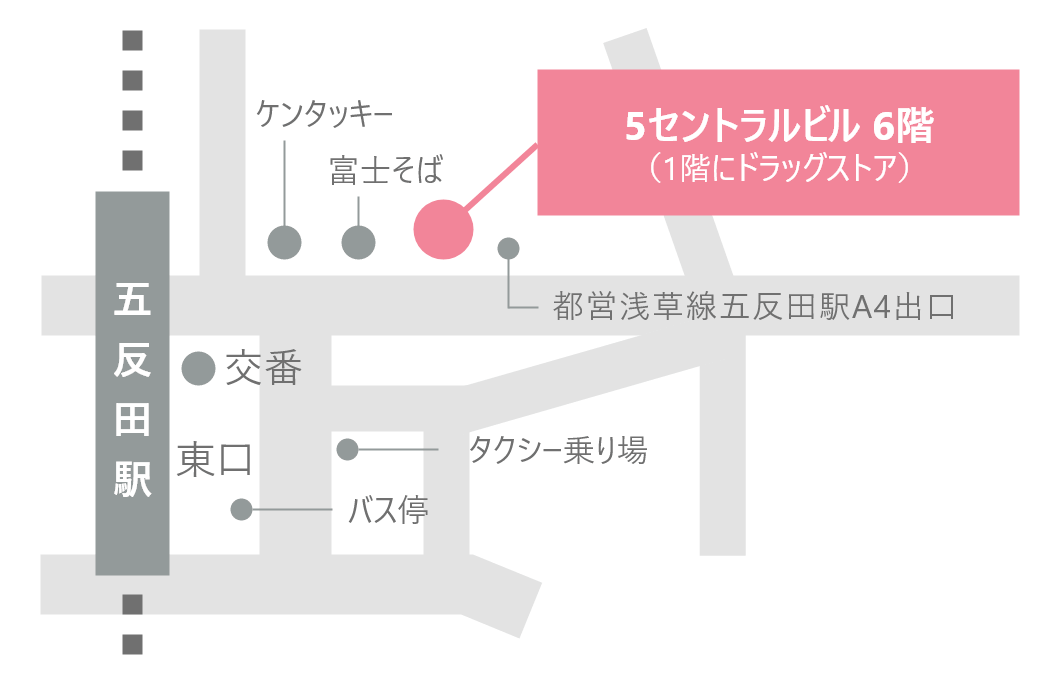 ケンタッキー
富士そば
5セントラルビル 6階
（1階にドラッグストア）
都営浅草線五反田駅A4出口
五反田駅
交番
東口
タクシー乗り場
バス停